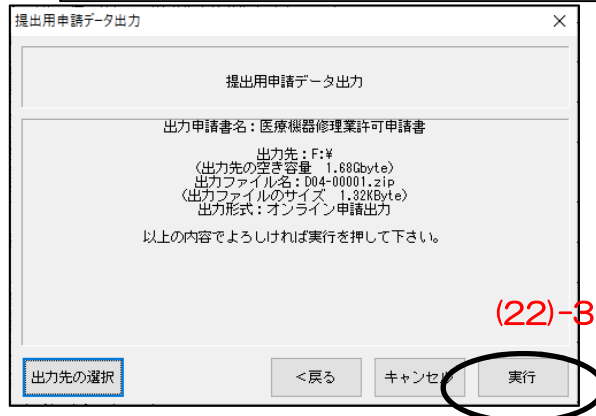 提出用申請データ出力
提出用申請データ出力
出力申請書名：医療機器修理業許可申請書
出力先：F:¥
(出力先の空き容量 1.68Gbyte)
出力ファイル名：D04-00001.zip
(出力ファイルのサイズ 1.32KByte)
出力形式：オンライン申請出力
以上の内容でよろしければ実行を押して下さい。
(22)-3
出力先の選択 <戻る キャンセル 実行